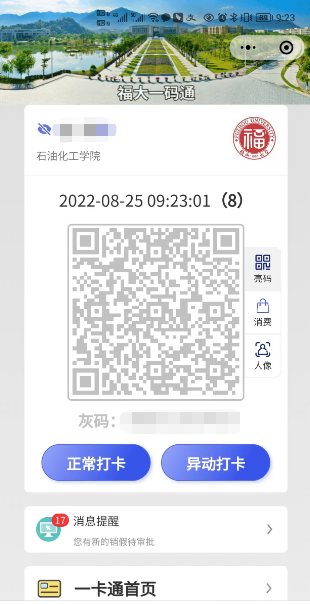 89 9:23
福大一码通
石油化工学院
2022-08-25 09:23:01（8）
亮码
消费
人像
灰码：
正常打卡
异动打卡
17
消息提醒
您有新的销假待审批
一卡通首页